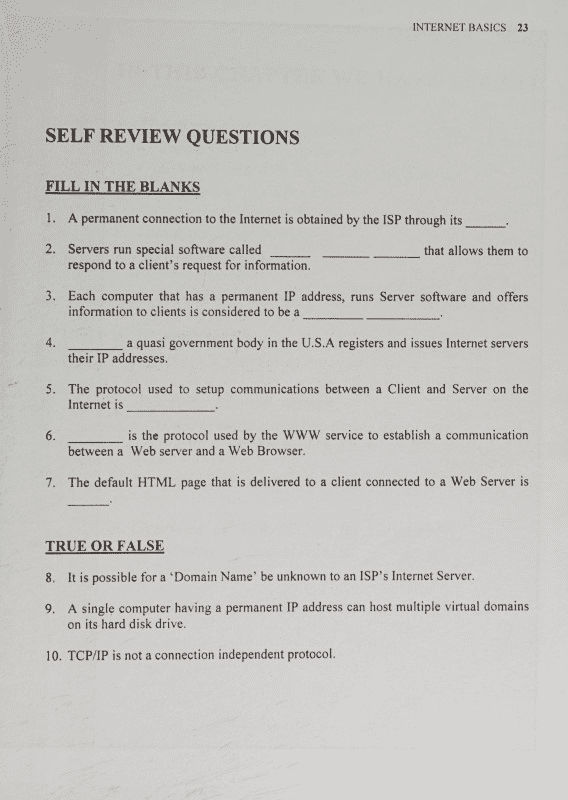 INTERNET BASICS 23
SELF REVIEW QUESTIONS
FILL IN THE BLANKS
1. A permanent connection to the Internet is obtained by the ISP through its ______.
2. Servers run special software called ______ _______ _______ that allows them to
respond to a client's request for information.
3. Each computer that has a permanent IP address, runs Server software and offers
information to clients is considered to be a _________ ___________.
4. ________ a quasi government body in the U.S.A registers and issues Internet servers
their IP addresses.
5. The protocol used to setup communications between a Client and Server on the
Internet is _____________.
6. ________ is the protocol used by the WWW service to establish a communication
between a Web server and a Web Browser.
7. The default HTML page that is delivered to a client connected to a Web Server is
______.
TRUE OR FALSE
8. It is possible for a 'Domain Name' be unknown to an ISP's Internet Server.
9. A single computer having a permanent IP address can host multiple virtual domains
on its hard disk drive.
10. TCP/IP is not a connection independent protocol.